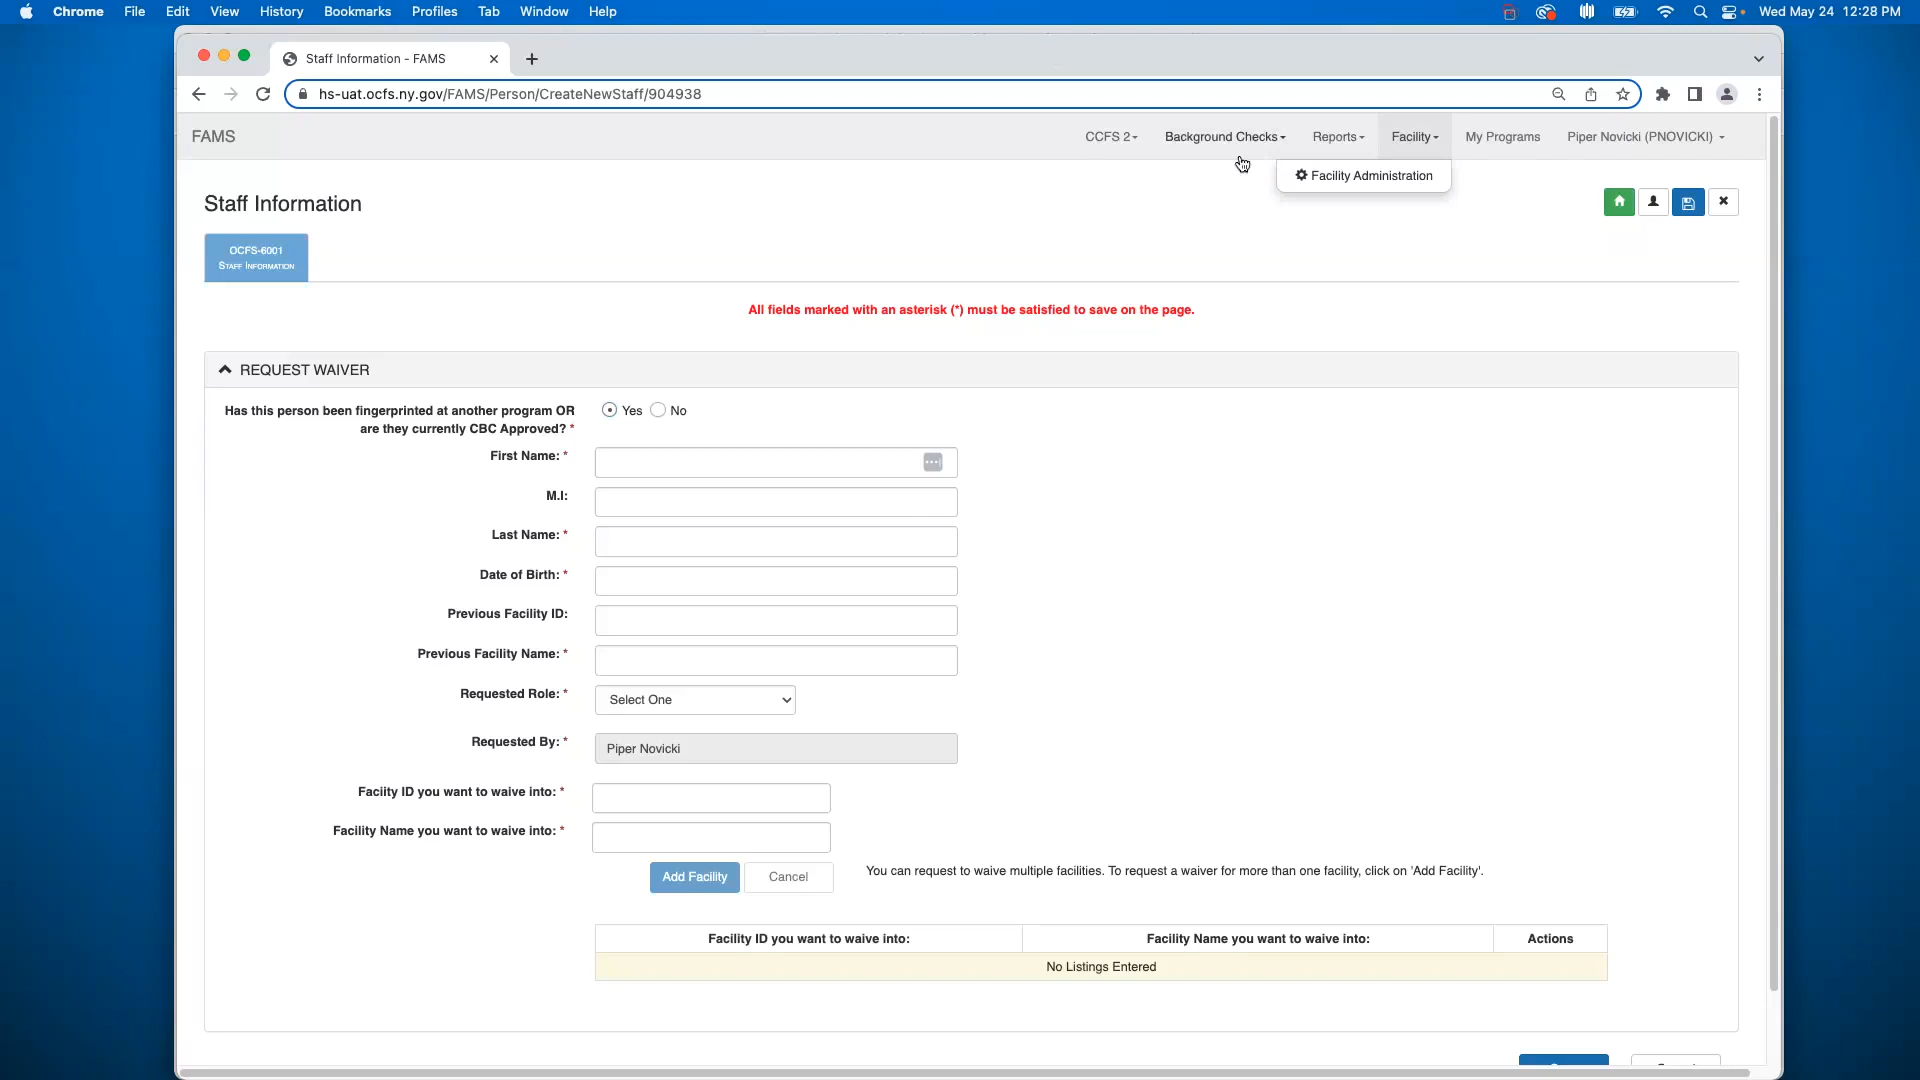 Chrome File Edit View History Bookmarks Profiles Tab Window Help Wed May 24 12:28 PM
Staff Information - FAMS
hs-uat.ocfs.ny.gov/FAMS/Person/CreateNewStaff/904938
FAMS CCFS 2 Background Checks Reports Facility My Programs Piper Novicki (PNOVICKI)
Facility Administration
Staff Information
OCFS-6001
Staff Information
All fields marked with an asterisk (*) must be satisfied to save on the page.
REQUEST WAIVER
Has this person been fingerprinted at another program OR
are they currently CBC Approved? * Yes No
First Name: *
M.I:
Last Name: *
Date of Birth: *
Previous Facility ID:
Previous Facility Name: *
Requested Role: * Select One
Requested By: * Piper Novicki
Faciity ID you want to waive into: *
Facility Name you want to waive into: *
Add Facility Cancel You can request to waive multiple facilities. To request a waiver for more than one facility, click on 'Add Facility'.
Facility ID you want to waive into: Facility Name you want to waive into: Actions
No Listings Entered